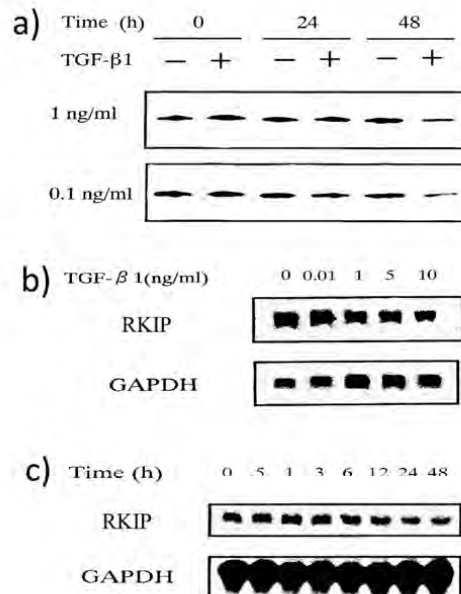 a) Time (h) 0 24 48
TGF-β1 — + — + — +
1 ng/ml
0.1 ng/ml
b) TGF-β 1(ng/ml) 0 0.01 1 5 10
RKIP
GAPDH
c) Time (h) 0 .5 1 3 6 12 24 48
RKIP
GAPDH